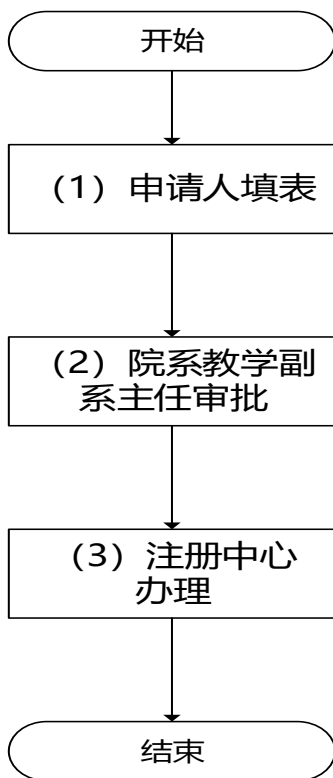 开始
（1）申请人填表
（2）院系教学副
系主任审批
（3）注册中心
办理
结束